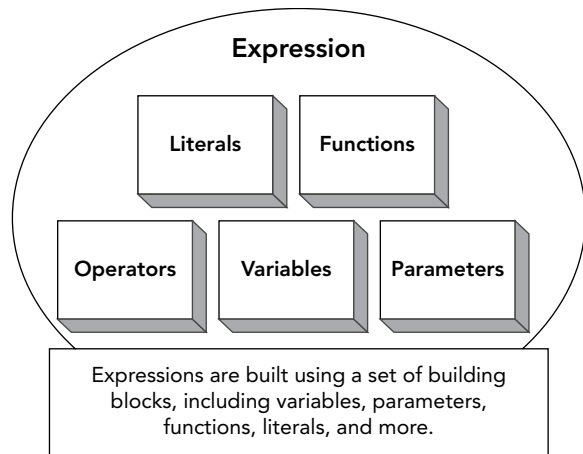 Expression
Literals
Functions
Operators
Variables
Parameters
Expressions are built using a set of building
blocks, including variables, parameters,
functions, literals, and more.